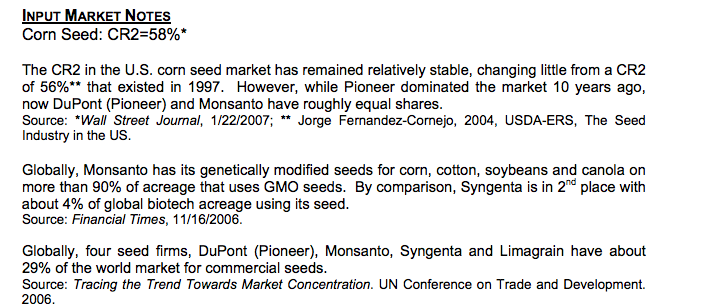 INPUT MARKET NOTES
Corn Seed: CR2=58%*
The CR2 in the U.S. corn seed market has remained relatively stable, changing little from a CR2
of 56%** that existed in 1997. However, while Pioneer dominated the market 10 years ago,
now DuPont (Pioneer) and Monsanto have roughly equal shares.
Source: *Wall Street Journal, 1/22/2007; ** Jorge Fernandez-Cornejo, 2004, USDA-ERS, The Seed
Industry in the US.
Globally, Monsanto has its genetically modified seeds for corn, cotton, soybeans and canola on
more than 90% of acreage that uses GMO seeds. By comparison, Syngenta is in 2nd place with
about 4% of global biotech acreage using its seed.
Source: Financial Times, 11/16/2006.
Globally, four seed firms, DuPont (Pioneer), Monsanto, Syngenta and Limagrain have about
29% of the world market for commercial seeds.
Source: Tracing the Trend Towards Market Concentration. UN Conference on Trade and Development.
2006.